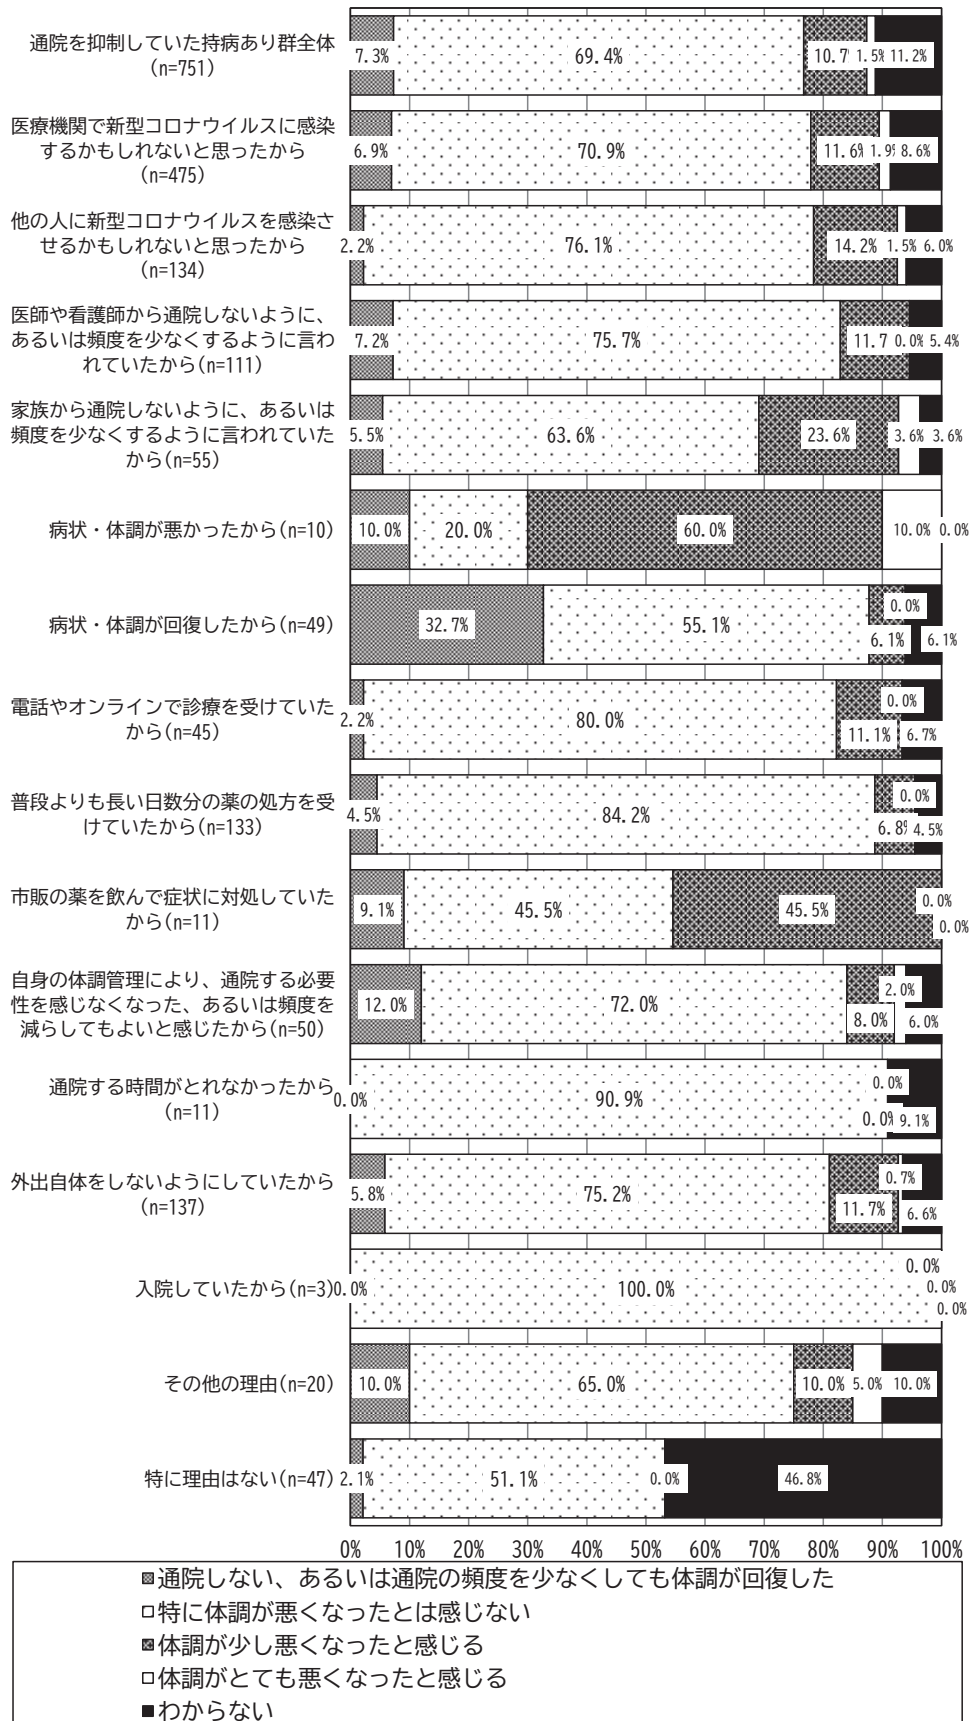 通院を抑制していた持病あり群全体
(n=751)
7.3%
69.4%
10.7
1.5%
11.2%
医療機関で新型コロナウイルスに感染
するかもしれないと思ったから
(n=475)
6.9%
70.9%
11.6%
1.9%
8.6%
他の人に新型コロナウイルスを感染さ
せるかもしれないと思ったから
(n=134)
2.2%
76.1%
14.2%
1.5%
6.0%
医師や看護師から通院しないように、
あるいは頻度を少なくするように言わ
れていたから(n=111)
7.2%
75.7%
11.7
0.0%
5.4%
家族から通院しないように、あるいは
頻度を少なくするように言われていた
から(n=55)
5.5%
63.6%
23.6%
3.6%
3.6%
病状・体調が悪かったから(n=10)
10.0%
20.0%
60.0%
10.0%
0.0%
病状・体調が回復したから(n=49)
32.7%
55.1%
6.1%
0.0%
6.1%
電話やオンラインで診療を受けていた
から(n=45)
2.2%
80.0%
11.1%
0.0%
6.7%
普段よりも長い日数分の薬の処方を受
けていたから(n=133)
4.5%
84.2%
6.8%
0.0%
4.5%
市販の薬を飲んで症状に対処していた
から(n=11)
9.1%
45.5%
45.5%
0.0%
0.0%
自身の体調管理により、通院する必要
性を感じなくなった、あるいは頻度を
減らしてもよいと感じたから(n=50)
12.0%
72.0%
8.0%
2.0%
6.0%
通院する時間がとれなかったから
(n=11)
0.0%
90.9%
0.0%
0.0%
9.1%
外出自体をしないようにしていたから
(n=137)
5.8%
75.2%
11.7%
0.7%
6.6%
入院していたから(n=3)
0.0%
100.0%
0.0%
0.0%
0.0%
その他の理由(n=20)
10.0%
65.0%
10.0%
5.0%
10.0%
特に理由はない(n=47)
2.1%
51.1%
0.0%
46.8%
0% 10% 20% 30% 40% 50% 60% 70% 80% 90% 100%
通院しない、あるいは通院の頻度を少なくしても体調が回復した
特に体調が悪くなったとは感じない
体調が少し悪くなったと感じる
体調がとても悪くなったと感じる
わからない